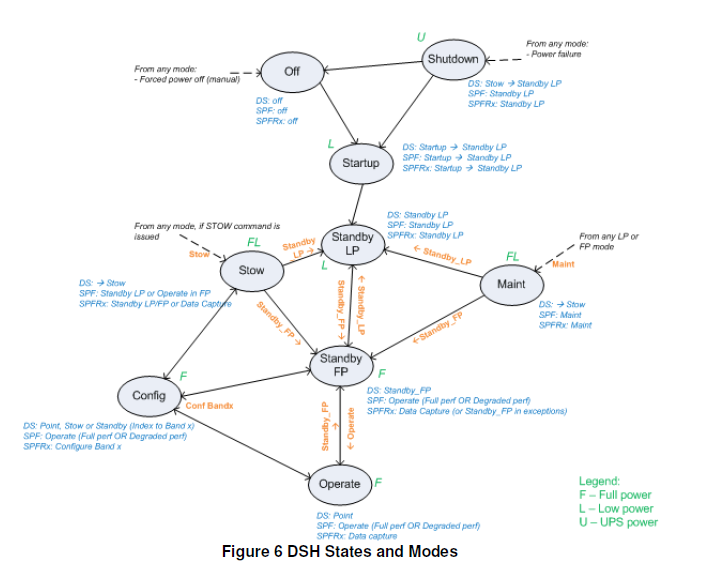 U
From any mode:
- Power failure
Shutdown
From any mode:
- Forced power off (manual)
Off
DS: off
SPF: off
SPFRx: off
DS: Stow → Standby LP
SPF: Standby LP
SPFRx: Standby LP
L
Startup
DS: Startup → Standby LP
SPF: Startup → Standby LP
SPFRx: Startup → Standby LP
DS: Standby LP
SPF: Standby LP
SPFRx: Standby LP
From any mode, if STOW command is
issued
Stow
FL
Stow
Standby
LP →
Standby
LP
L
← Standby_LP
From any LP or
FP mode
FL
Maint
Maint
DS: → Stow
SPF: Standby LP or Operate in FP
SPFRx: Standby LP/FP or Data Capture
DS: → Stow
SPF: Maint
SPFRx: Maint
Standby_FP →
Standby_FP →
← Standby_LP
←Standby_FP
Standby
FP
F
F
Config
Conf Bandx
DS: Standby_FP
SPF: Operate (Full perf OR Degraded perf)
SPFRx: Data Capture (or Standby_FP in exceptions)
DS: Point, Stow or Standby (Index to Band x)
SPF: Operate (Full perf OR Degraded perf)
SPFRx: Configure Band x
Standby_FP →
← Operate
Operate
F
DS: Point
SPF: Operate (Full perf OR Degraded perf)
SPFRx: Data capture
Legend:
F – Full power
L – Low power
U – UPS power
Figure 6 DSH States and Modes